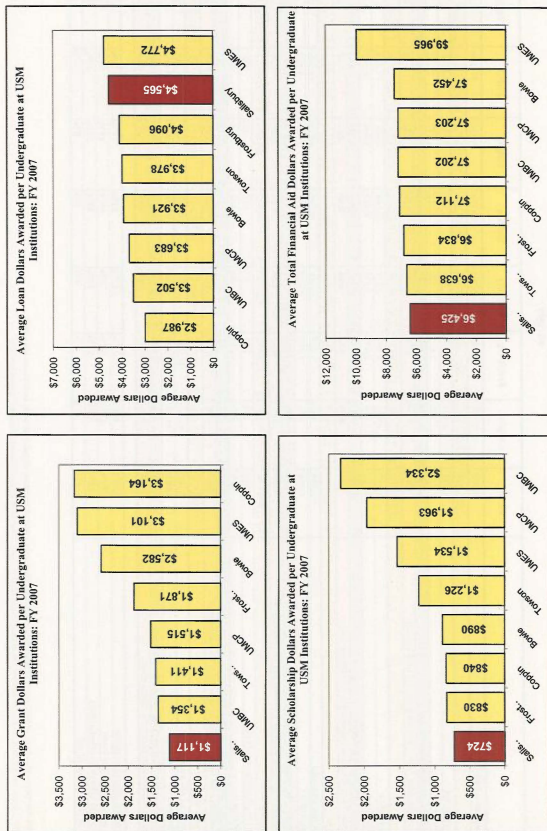 Average Grant Dollars Awarded per Undergraduate at USM
Institutions: FY 2007
Average Dollars Awarded
$3,500
$3,000
$2,500
$2,000
$1,500
$1,000
$500
$0
$1,117
$1,354
$1,411
$1,515
$1,871
$2,582
$3,101
$3,164
Salis..
UMBC
Tows..
UMCP
Frost..
Bowie
UMES
Coppin
Average Loan Dollars Awarded per Undergraduate at USM
Institutions: FY 2007
Average Dollars Awarded
$7,000
$6,000
$5,000
$4,000
$3,000
$2,000
$1,000
$0
$2,987
$3,502
$3,683
$3,921
$3,978
$4,096
$4,565
$4,772
Coppin
UMBC
UMCP
Bowie
Towson
Frostburg
Salisbury
UMES
Average Scholarship Dollars Awarded per Undergraduate at
USM Institutions: FY 2007
Average Dollars Awarded
$2,500
$2,000
$1,500
$1,000
$500
$0
$724
$830
$840
$890
$1,226
$1,534
$1,963
$2,334
Salis..
Frost..
Coppin
Bowie
Towson
UMES
UMCP
UMBC
Average Total Financial Aid Dollars Awarded per Undergraduate
at USM Institutions: FY 2007
Average Dollars Awarded
$12,000
$10,000
$8,000
$6,000
$4,000
$2,000
$0
$6,425
$6,638
$6,834
$7,112
$7,202
$7,203
$7,452
$9,965
Salis..
Tows..
Frost..
Coppin
UMBC
UMCP
Bowie
UMES